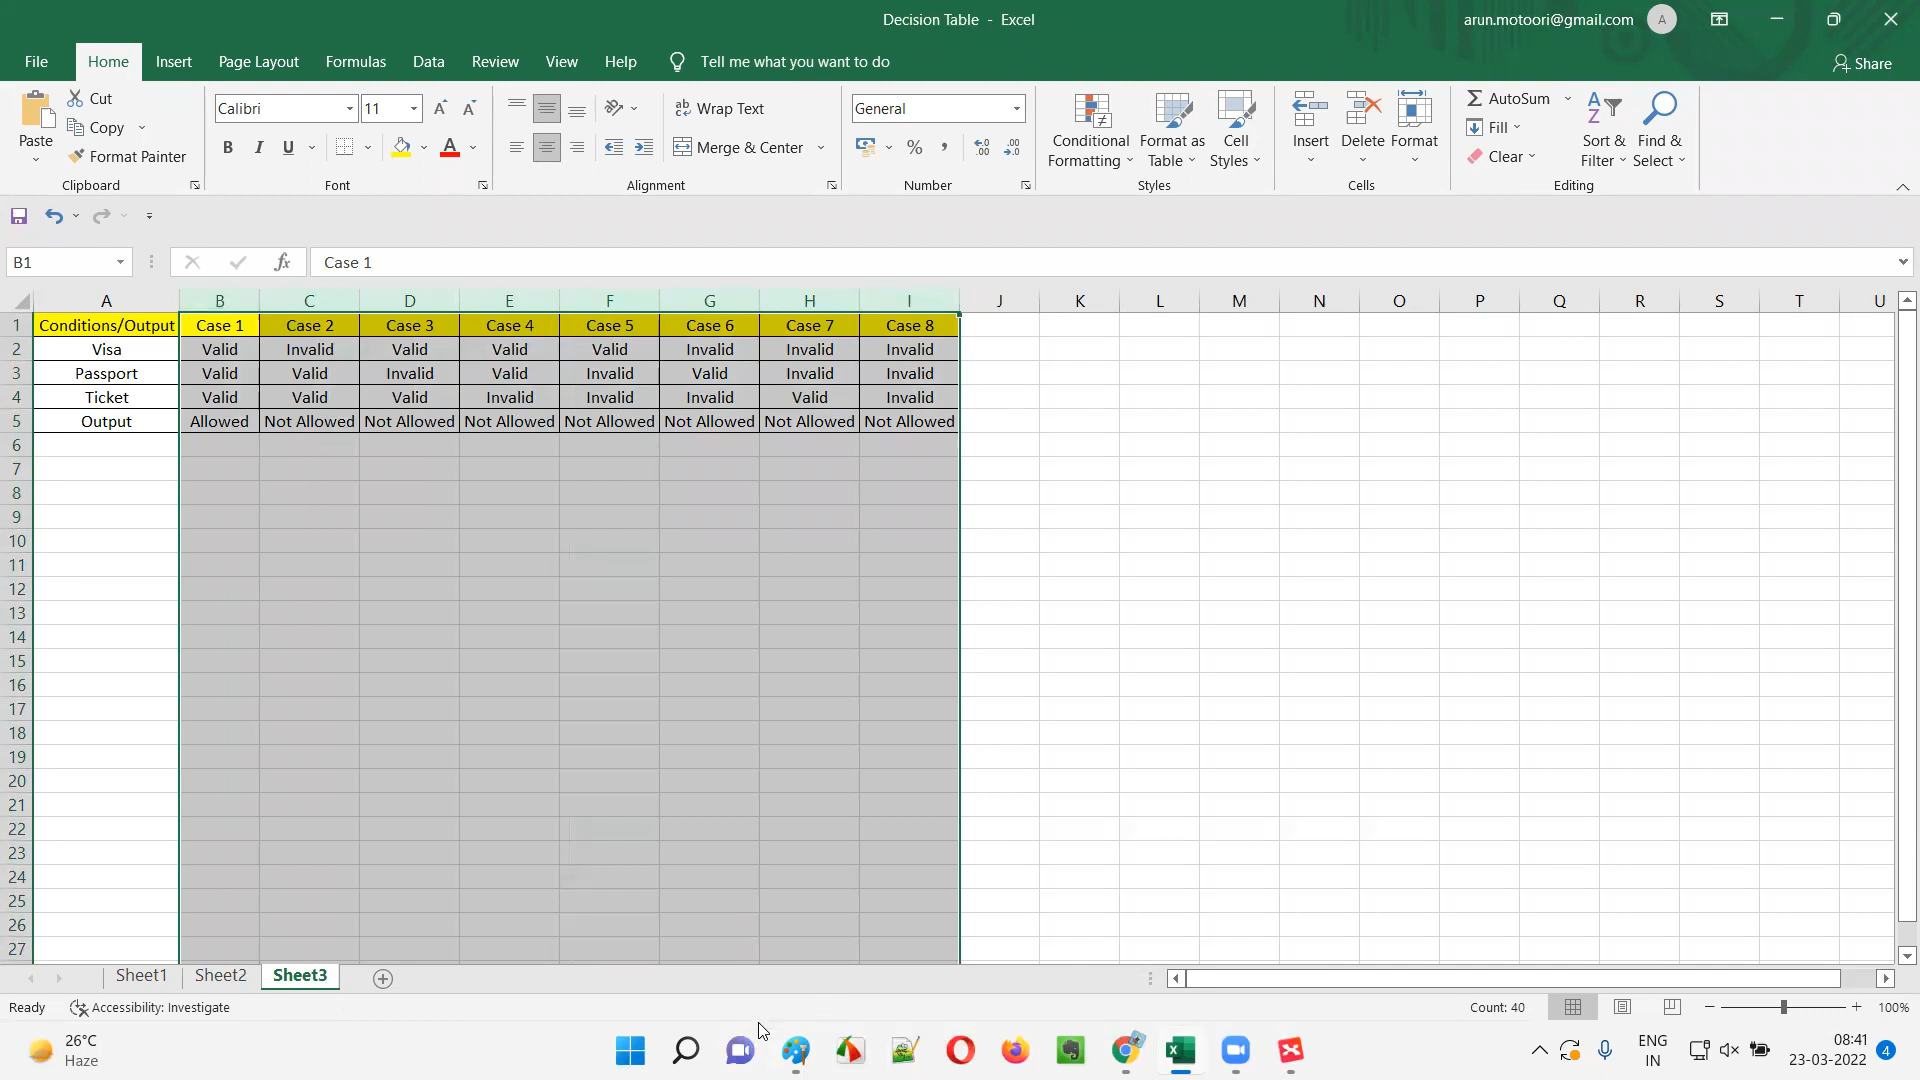 Decision Table - Excel
arun.motoori@gmail.com A
File Home Insert Page Layout Formulas Data Review View Help Tell me what you want to do Share
Paste Cut Copy Format Painter Clipboard
Calibri 11 B I U A Font
ab Wrap Text Merge & Center Alignment
General % , .00 Number
Conditional Formatting Format as Table Cell Styles Styles
Insert Delete Format Cells
AutoSum Fill Clear Sort & Filter Find & Select Editing
B1 fx Case 1
A B C D E F G H I J K L M N O P Q R S T U
1 Conditions/Output Case 1 Case 2 Case 3 Case 4 Case 5 Case 6 Case 7 Case 8
2 Visa Valid Invalid Valid Valid Valid Invalid Invalid Invalid
3 Passport Valid Valid Invalid Valid Invalid Valid Invalid Invalid
4 Ticket Valid Valid Valid Invalid Invalid Invalid Valid Invalid
5 Output Allowed Not Allowed Not Allowed Not Allowed Not Allowed Not Allowed Not Allowed Not Allowed
6
7
8
9
10
11
12
13
14
15
16
17
18
19
20
21
22
23
24
25
26
27
Sheet1 Sheet2 Sheet3
Ready Accessibility: Investigate Count: 40 100%
26°C
Haze
ENG
IN
08:41
23-03-2022
4